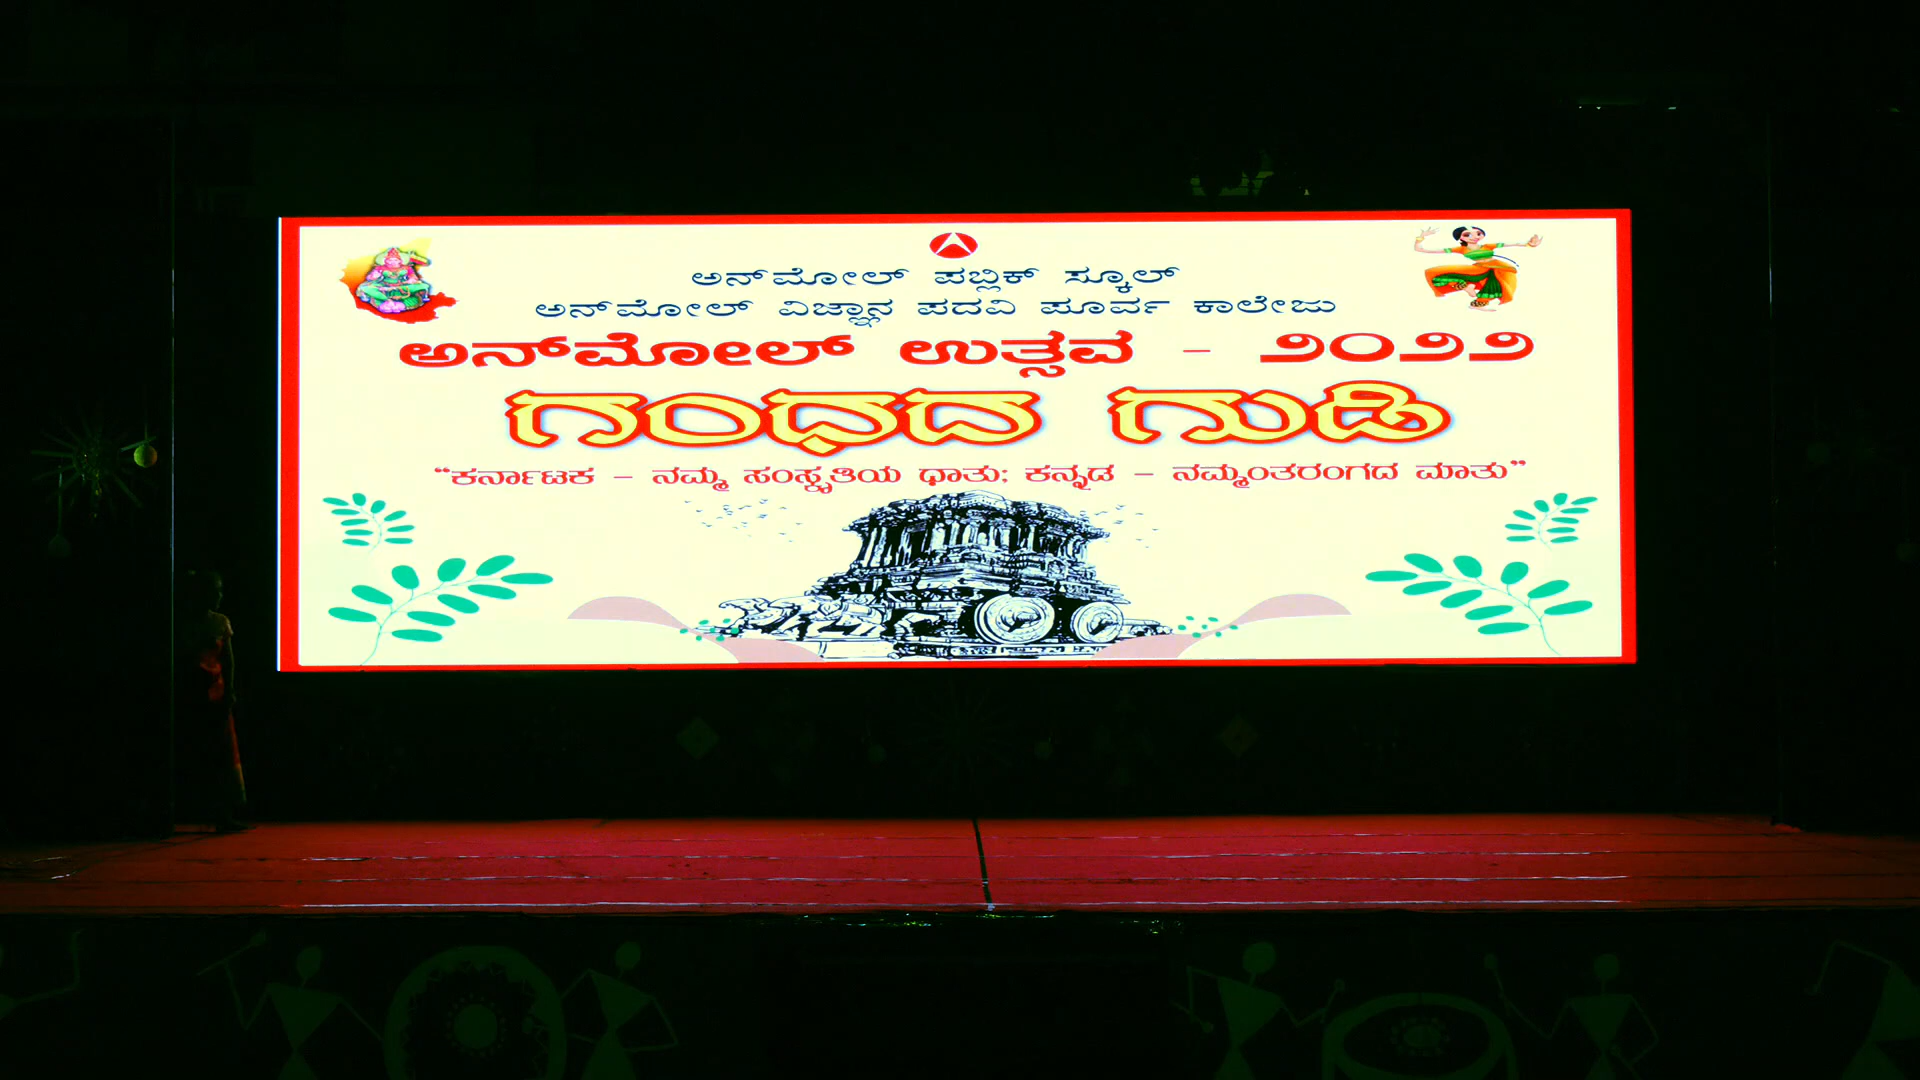 ಅನ್‌ಮೋಲ್ ಪಬ್ಲಿಕ್ ಸ್ಕೂಲ್
ಅನ್‌ಮೋಲ್ ವಿಜ್ಞಾನ ಪದವಿ ಪೂರ್ವ ಕಾಲೇಜು
ಅನ್‌ಮೋಲ್ ಉತ್ಸವ - ೨೦೨೨
ಗಂಧದ ಗುಡಿ
“ಕರ್ನಾಟಕ - ನಮ್ಮ ಸಂಸ್ಕೃತಿಯ ಧಾತು; ಕನ್ನಡ - ನಮ್ಮಂತರಂಗದ ಮಾತು”